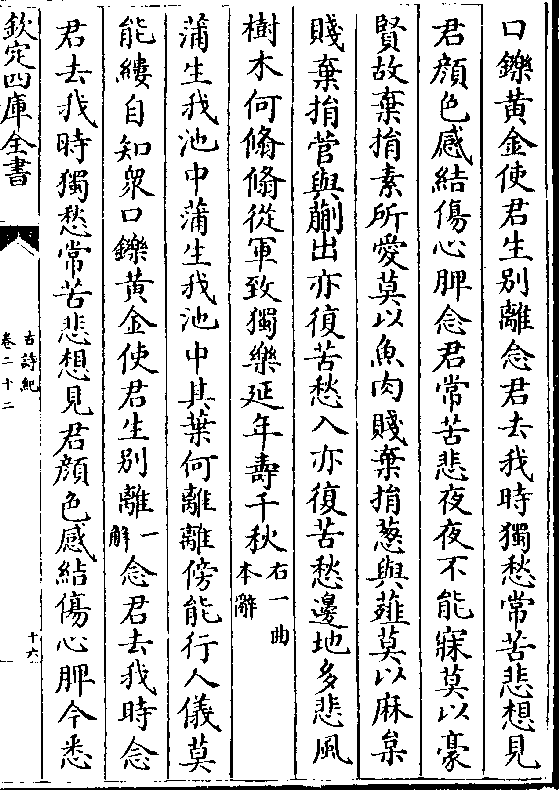 口鑠黄金使君生别離念君去我時獨愁常苦悲想見
君顔色感結傷心脾念君常苦悲夜夜不能寐莫以豪
賢故棄捐素所愛莫以魚肉賤棄捐葱與薤莫以麻枲
賤棄捐菅與蒯出亦復苦愁入亦復苦愁邊地多悲風
樹木何翛翛從軍致獨樂延年壽千秋右一曲本辭
蒲生我池中蒲生我池中其葉何離離傍能行人儀莫
能縷自知衆口鑠黄金使君生别離一解念君去我時念
君去我時獨愁常苦悲想見君顔色感結傷心脾今悉
欽定四庫全書
古詩紀
卷二十二
十六